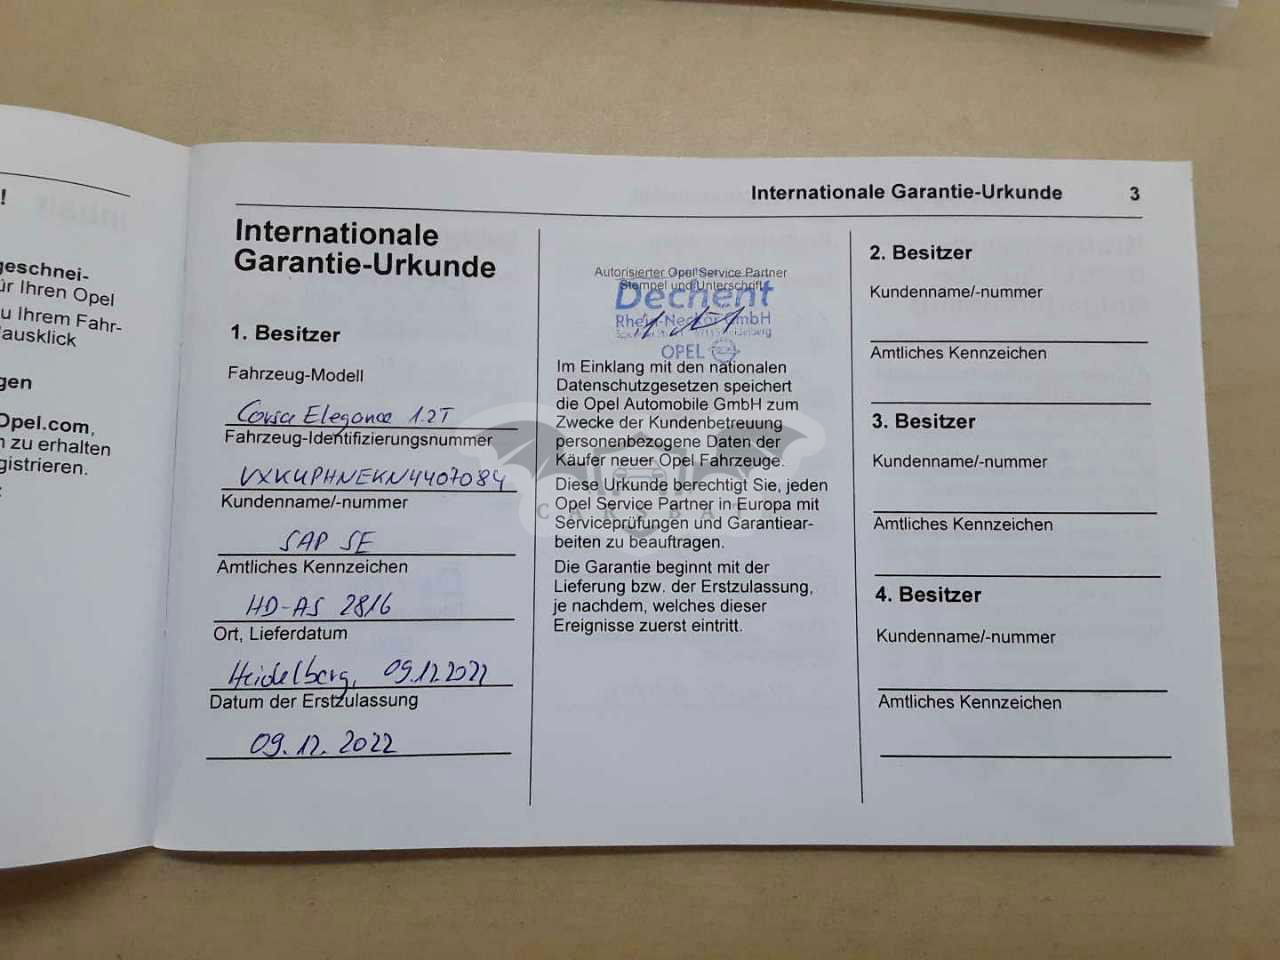 !
geschnei-
ür Ihren Opel
u Ihrem Fahr-
lausklick
gen
Opel.com,
n zu erhalten
gistrieren.
Internationale Garantie-Urkunde 3
Internationale
Garantie-Urkunde
1. Besitzer
Fahrzeug-Modell
Corsa Elegance 1.2T
Fahrzeug-Identifizierungsnummer
VXKUPHNEKN4407084
Kundenname/-nummer
SAP SE
Amtliches Kennzeichen
HD-AS 2816
Ort, Lieferdatum
Heidelberg, 09.12.2022
Datum der Erstzulassung
09.12.2022
Autorisierter Opel Service Partner
Stempel und Unterschrift
Dechent
Rhein-Neckar GmbH
OPEL
Im Einklang mit den nationalen
Datenschutzgesetzen speichert
die Opel Automobile GmbH zum
Zwecke der Kundenbetreuung
personenbezogene Daten der
Käufer neuer Opel Fahrzeuge.
Diese Urkunde berechtigt Sie, jeden
Opel Service Partner in Europa mit
Serviceprüfungen und Garantiear-
beiten zu beauftragen.
Die Garantie beginnt mit der
Lieferung bzw. der Erstzulassung,
je nachdem, welches dieser
Ereignisse zuerst eintritt.
CARSBAT
2. Besitzer
Kundenname/-nummer
Amtliches Kennzeichen
3. Besitzer
Kundenname/-nummer
Amtliches Kennzeichen
4. Besitzer
Kundenname/-nummer
Amtliches Kennzeichen